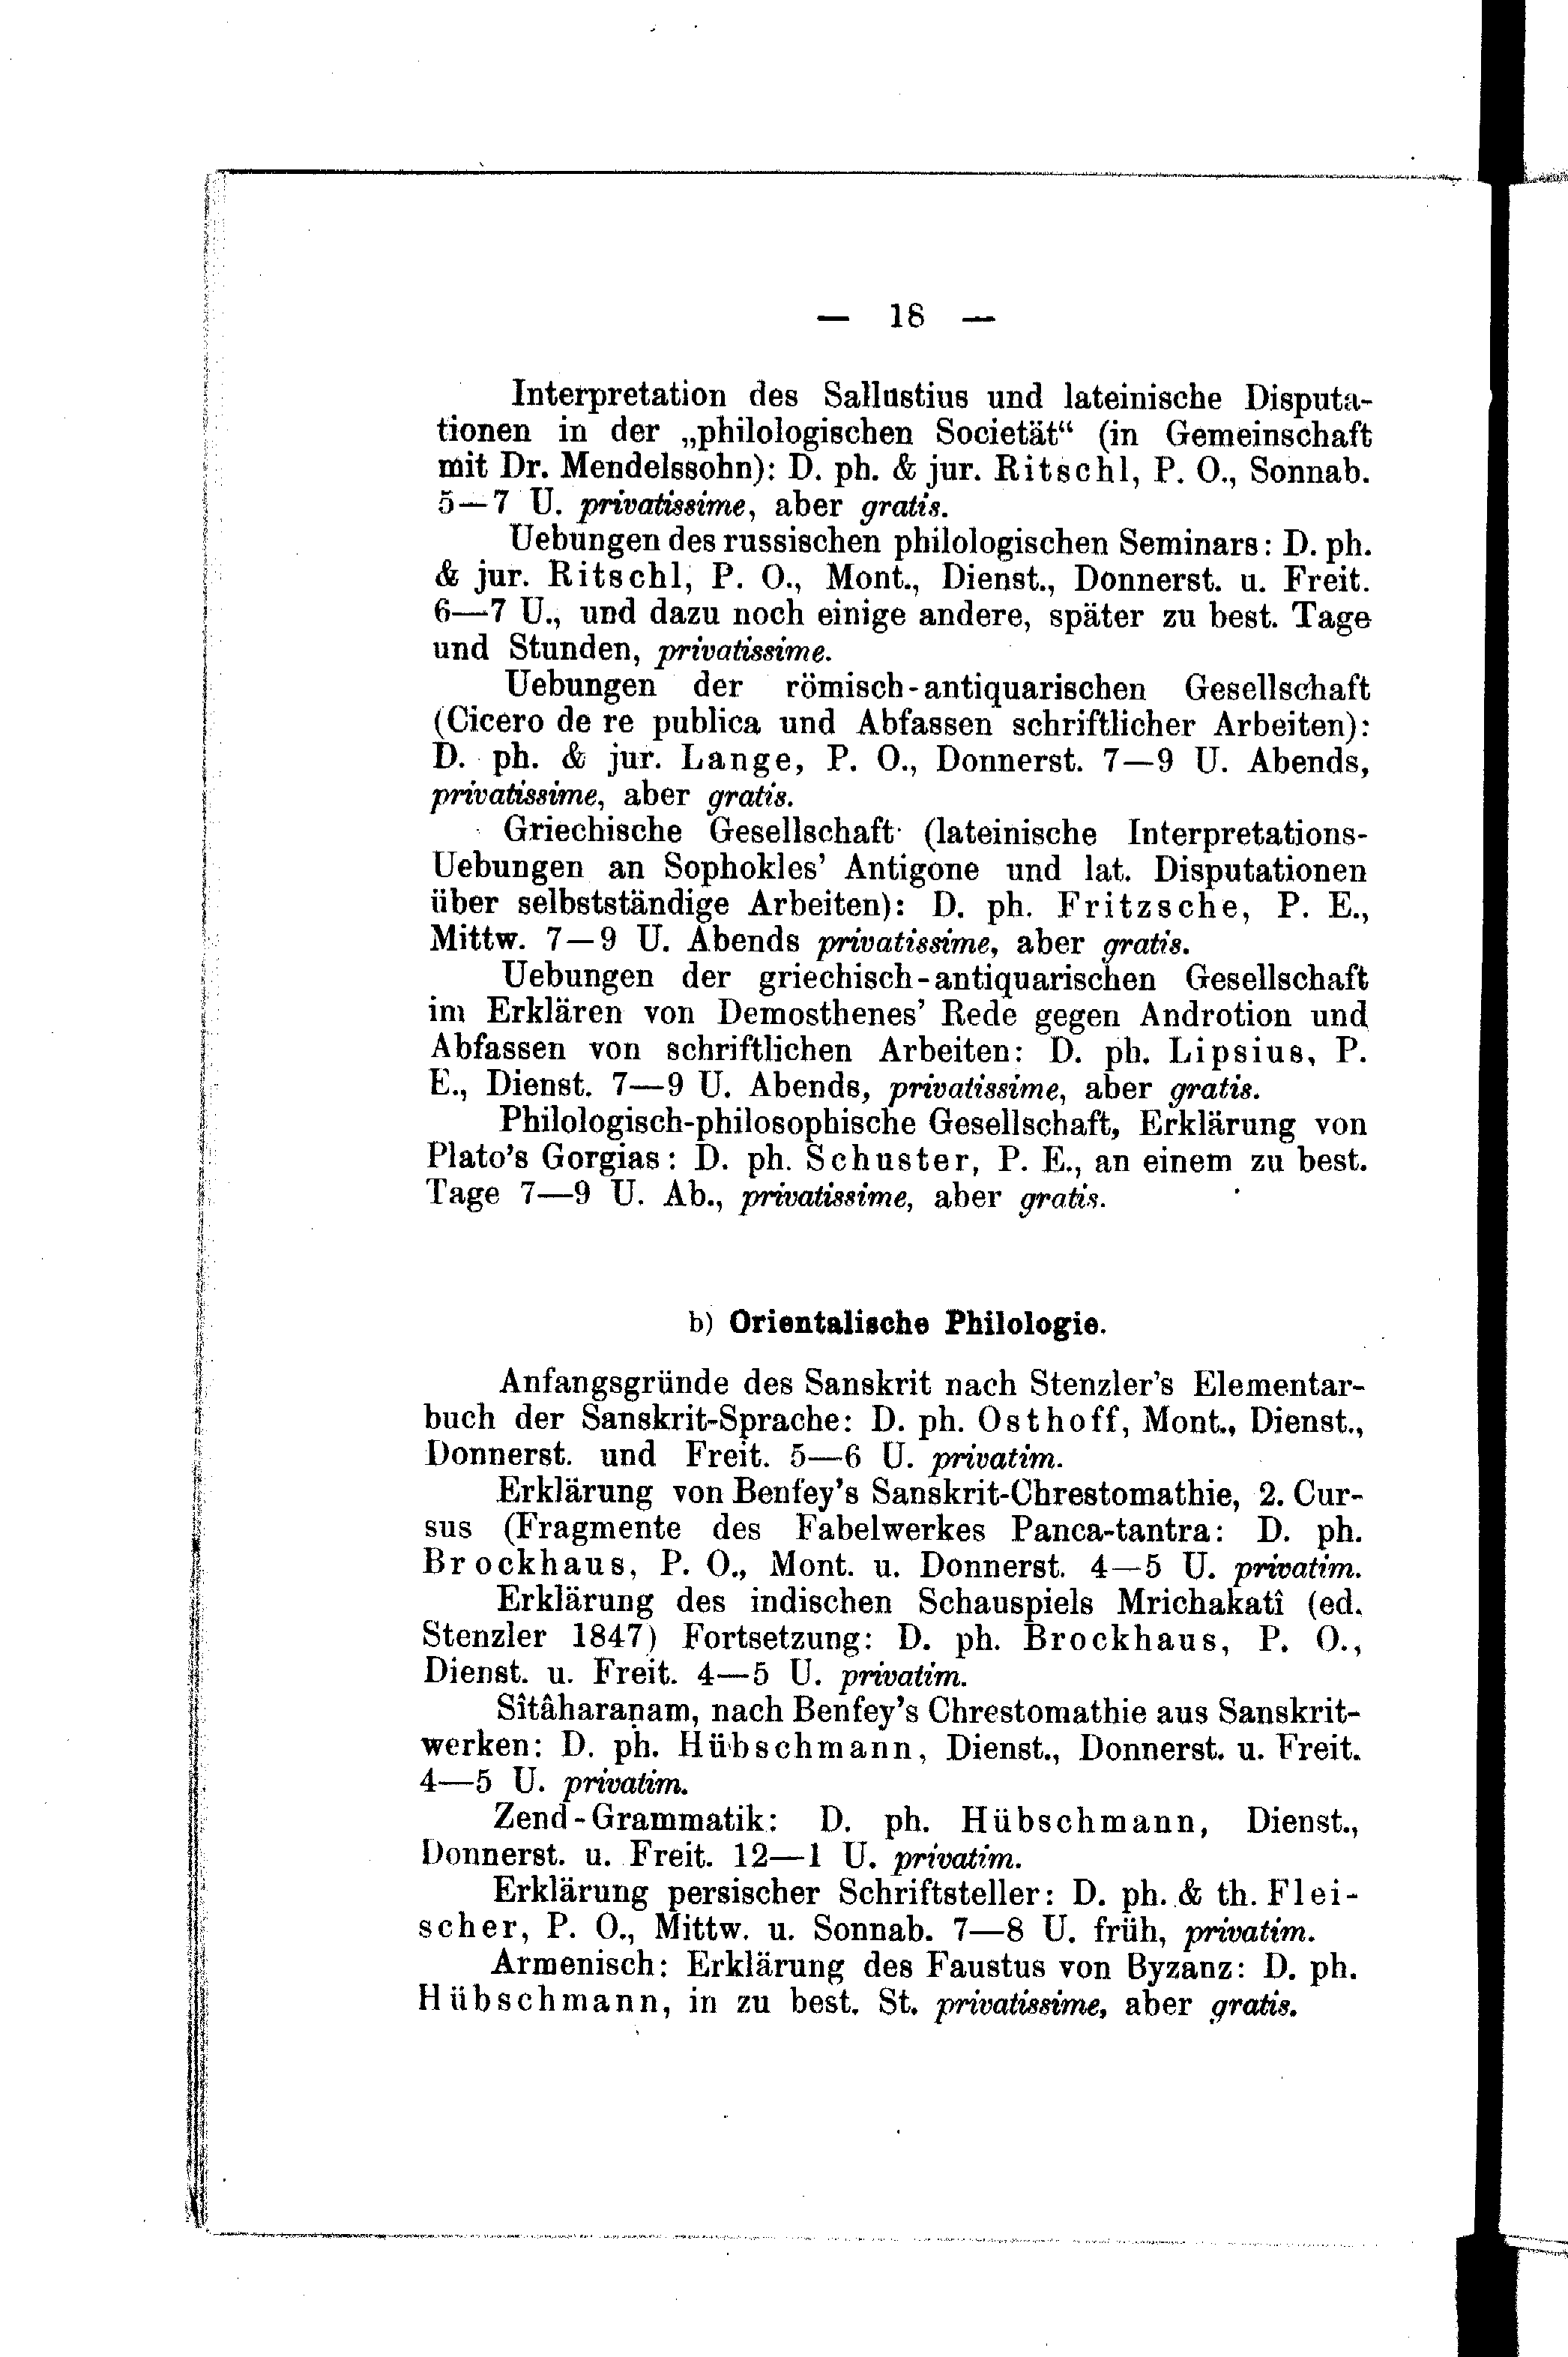 — 18 —
Interpretation des Sallustius und lateinische Disputa-
tionen in der „philologischen Societät“ (in Gemeinschaft
mit Dr. Mendelssohn): D. ph. & jur. Ritschl, P. O., Sonnab.
5—7 U. privatissime, aber gratis.
Uebungen des russischen philologischen Seminars: D. ph.
& jur. Ritschl, P. O., Mont., Dienst., Donnerst. u. Freit.
6—7 U., und dazu noch einige andere, später zu best. Tage
und Stunden, privatissime.
Uebungen der römisch-antiquarischen Gesellschaft
(Cicero de re publica und Abfassen schriftlicher Arbeiten):
D. ph. & jur. Lange, P. O., Donnerst. 7—9 U. Abends,
privatissime, aber gratis.
Griechische Gesellschaft (lateinische Interpretations-
Uebungen an Sophokles’ Antigone und lat. Disputationen
über selbstständige Arbeiten): D. ph. Fritzsche, P. E.,
Mittw. 7—9 U. Abends privatissime, aber gratis.
Uebungen der griechisch-antiquarischen Gesellschaft
im Erklären von Demosthenes’ Rede gegen Androtion und
Abfassen von schriftlichen Arbeiten: D. ph. Lipsius, P.
E., Dienst. 7—9 U. Abends, privatissime, aber gratis.
Philologisch-philosophische Gesellschaft, Erklärung von
Plato’s Gorgias: D. ph. Schuster, P. E., an einem zu best.
Tage 7—9 U. Ab., privatissime, aber gratis.
b) Orientalische Philologie.
Anfangsgründe des Sanskrit nach Stenzler’s Elementar-
buch der Sanskrit-Sprache: D. ph. Osthoff, Mont., Dienst.,
Donnerst. und Freit. 5—6 U. privatim.
Erklärung von Benfey’s Sanskrit-Chrestomathie, 2. Cur-
sus (Fragmente des Fabelwerkes Panca-tantra: D. ph.
Brockhaus, P. O., Mont. u. Donnerst. 4—5 U. privatim.
Erklärung des indischen Schauspiels Mrichakatî (ed.
Stenzler 1847) Fortsetzung: D. ph. Brockhaus, P. O.,
Dienst. u. Freit. 4—5 U. privatim.
Sîtâharaṇam, nach Benfey’s Chrestomathie aus Sanskrit-
werken: D. ph. Hübschmann, Dienst., Donnerst. u. Freit.
4—5 U. privatim.
Zend-Grammatik: D. ph. Hübschmann, Dienst.,
Donnerst. u. Freit. 12—1 U. privatim.
Erklärung persischer Schriftsteller: D. ph. & th. Flei-
scher, P. O., Mittw. u. Sonnab. 7—8 U. früh, privatim.
Armenisch: Erklärung des Faustus von Byzanz: D. ph.
Hübschmann, in zu best. St. privatissime, aber gratis.